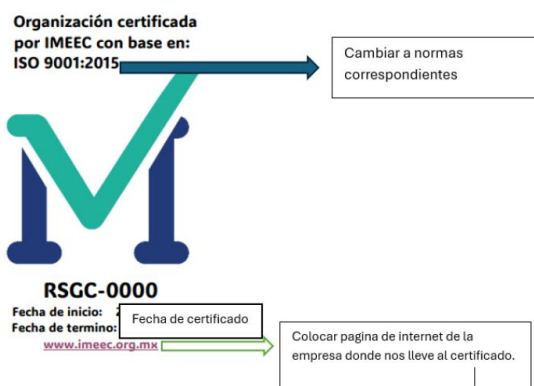 Organización certificada
por IMEEC con base en:
ISO 9001:2015
Cambiar a normas
correspondientes
RSGC-0000
Fecha de inicio:
Fecha de termino:
Fecha de certificado
www.imeec.org.mx
Colocar pagina de internet de la
empresa donde nos lleve al certificado.